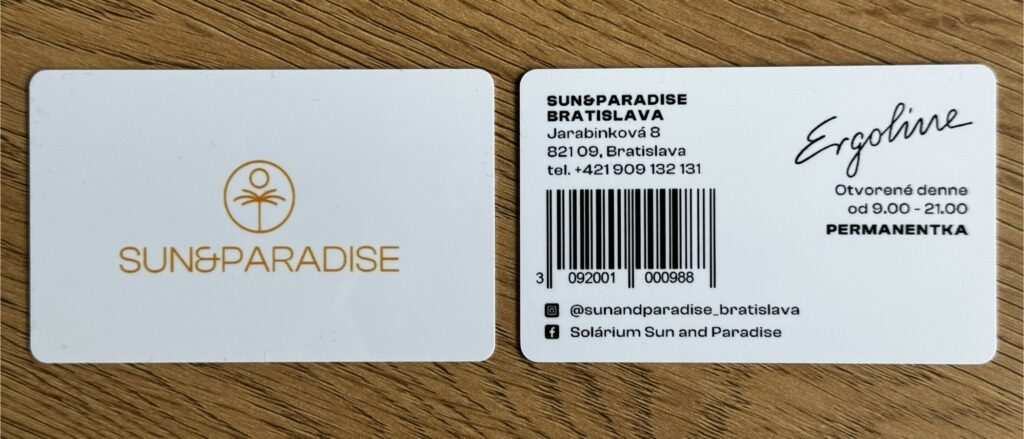 SUN&PARADISE
SUN&PARADISE
BRATISLAVA
Jarabinková 8
821 09, Bratislava
tel. +421 909 132 131
3 092001 000988
@sunandparadise_bratislava
Solárium Sun and Paradise
Ergoline
Otvorené denne
od 9.00 - 21.00
PERMANENTKA